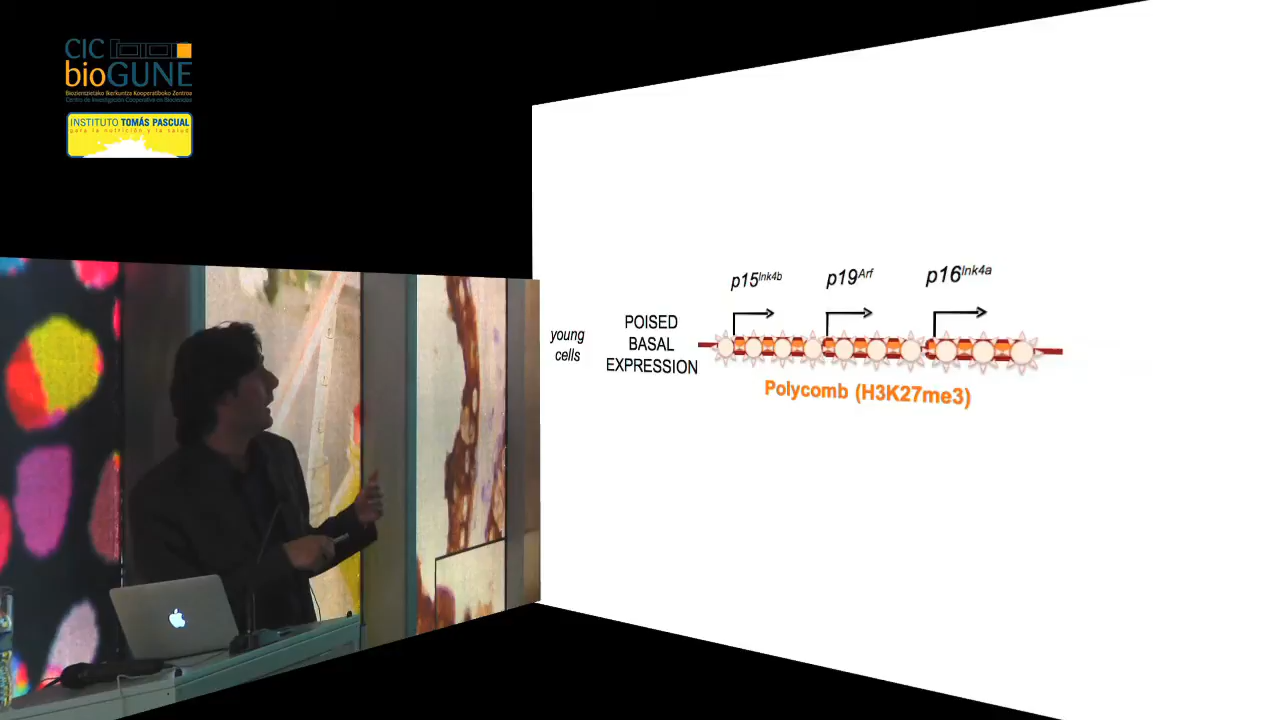 CIC
bioGUNE
Biozientzietako Ikerkuntza Kooperatiboko Zentroa
Centro de Investigación Cooperativa en Biociencias
INSTITUTO TOMÁS PASCUAL
para la nutrición y la salud
p15Ink4b
p19Arf
p16Ink4a
young
cells
POISED
BASAL
EXPRESSION
Polycomb (H3K27me3)